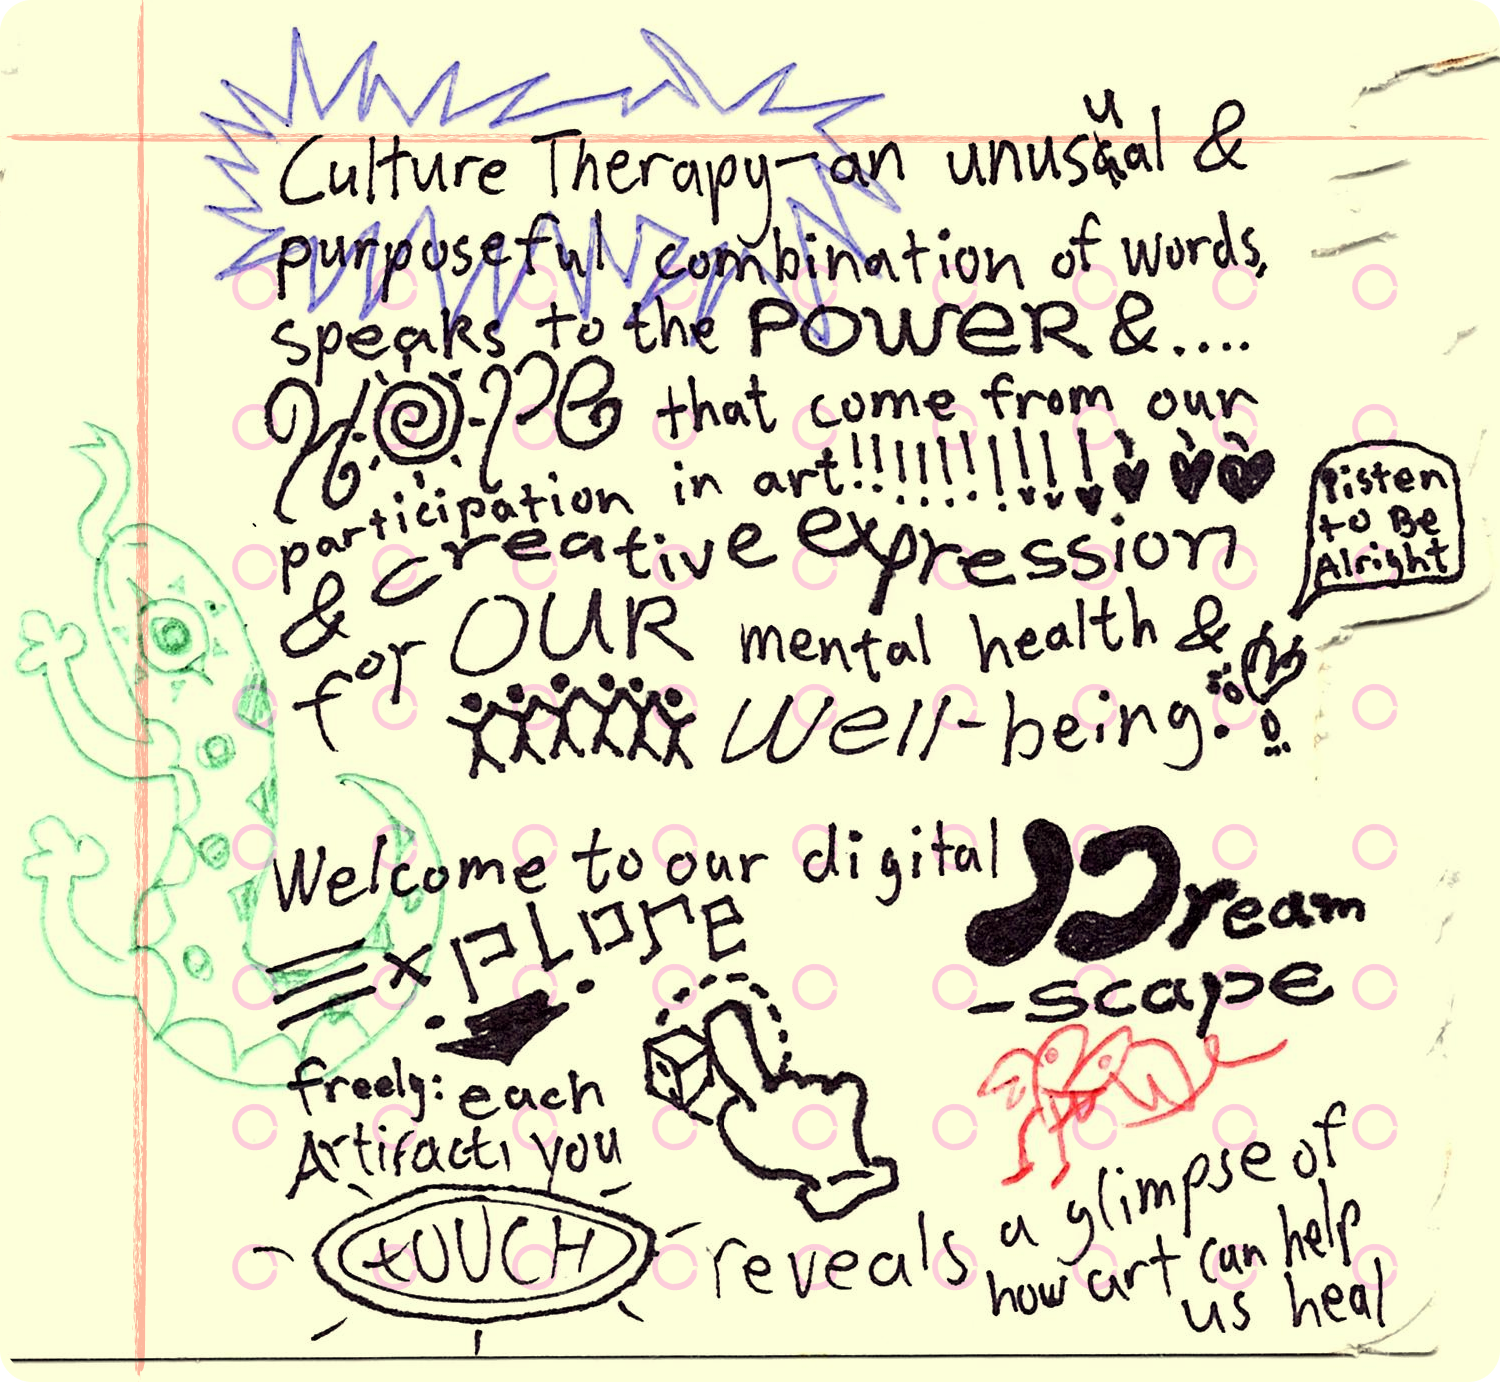 Culture Therapy—an unusual &
purposeful combination of words,
speaks to the POWER & ....
HOPE that come from our
participation in art!!!!!!!!!!!
& creative expression
for OUR mental health &
Well-being.
Listen
to Be
Alright
Welcome to our digital Dream
-scape
Explore
freely: each
Artifact, you
tOUCH reveals a glimpse of
how art can help
us heal